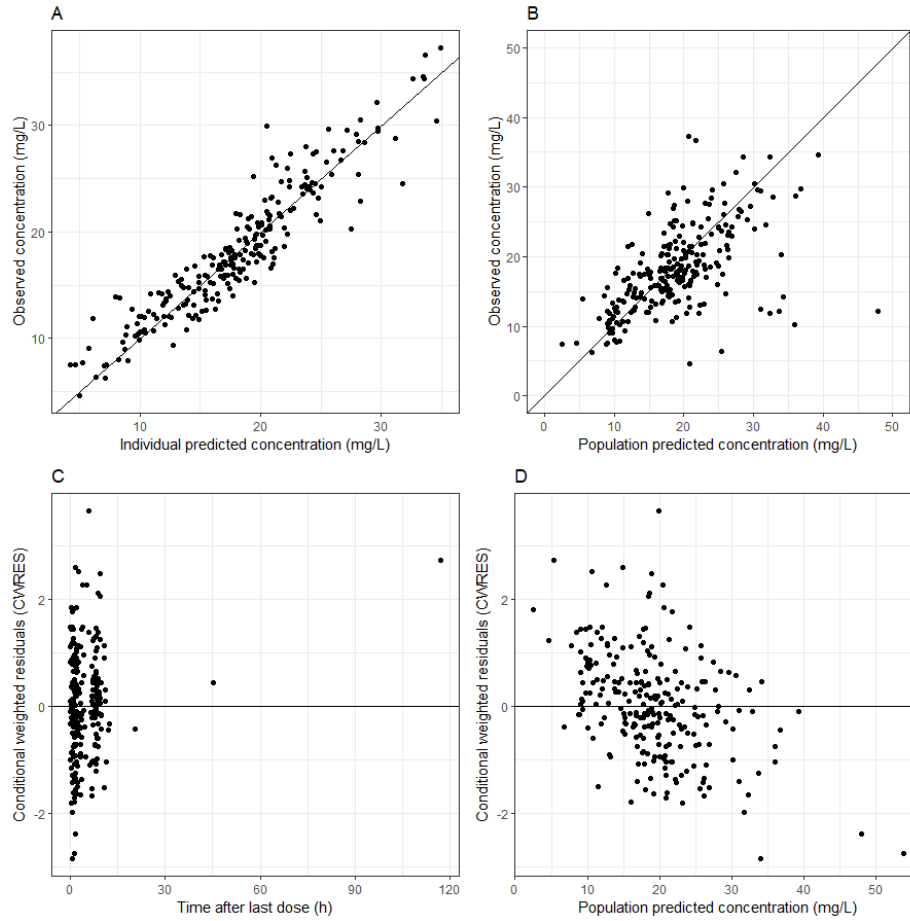 A
Observed concentration (mg/L)
30
20
10
10
20
30
Individual predicted concentration (mg/L)
B
Observed concentration (mg/L)
50
40
30
20
10
0
0
10
20
30
40
50
Population predicted concentration (mg/L)
C
Conditional weighted residuals (CWRES)
2
0
-2
0
30
60
90
120
Time after last dose (h)
D
Conditional weighted residuals (CWRES)
2
0
-2
0
10
20
30
40
50
Population predicted concentration (mg/L)